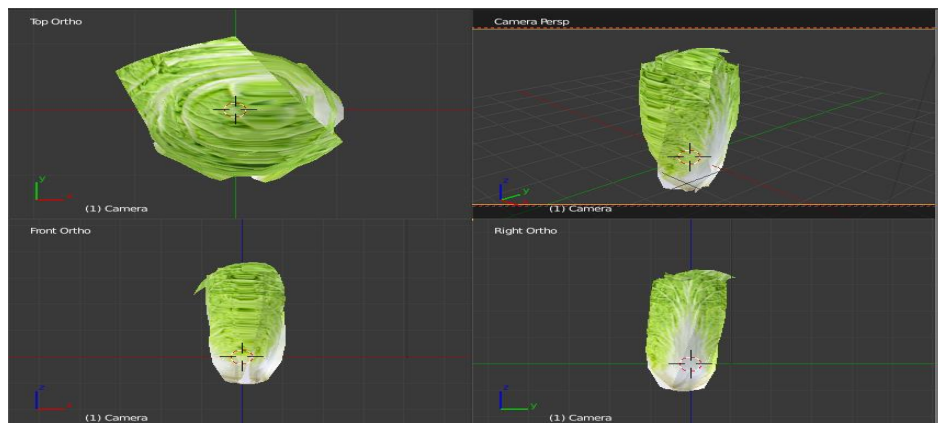 Top Ortho
Camera Persp
y
x
(1) Camera
z
y
x
(1) Camera
Front Ortho
Right Ortho
z
x
(1) Camera
z
y
(1) Camera